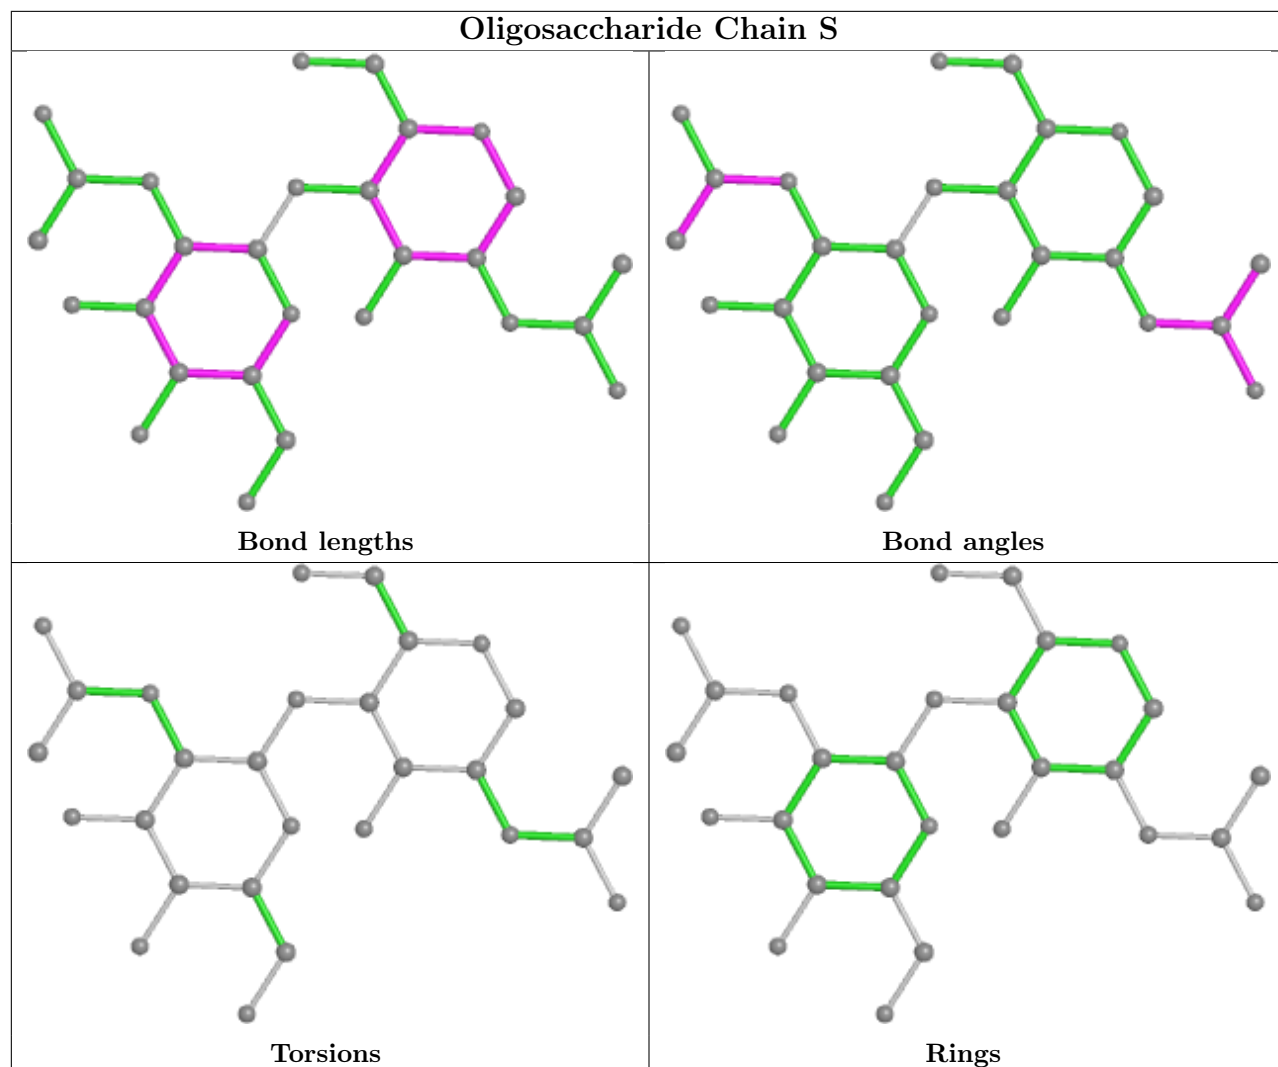 Oligosaccharide Chain S
Bond lengths
Bond angles
Torsions
Rings